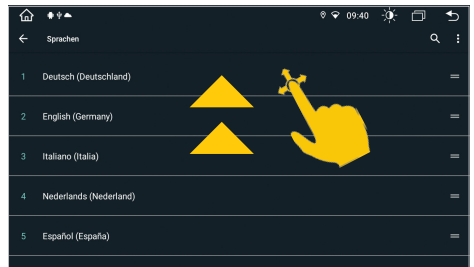 09:40
Sprachen
1 Deutsch (Deutschland)
2 English (Germany)
3 Italiano (Italia)
4 Nederlands (Nederland)
5 Español (España)